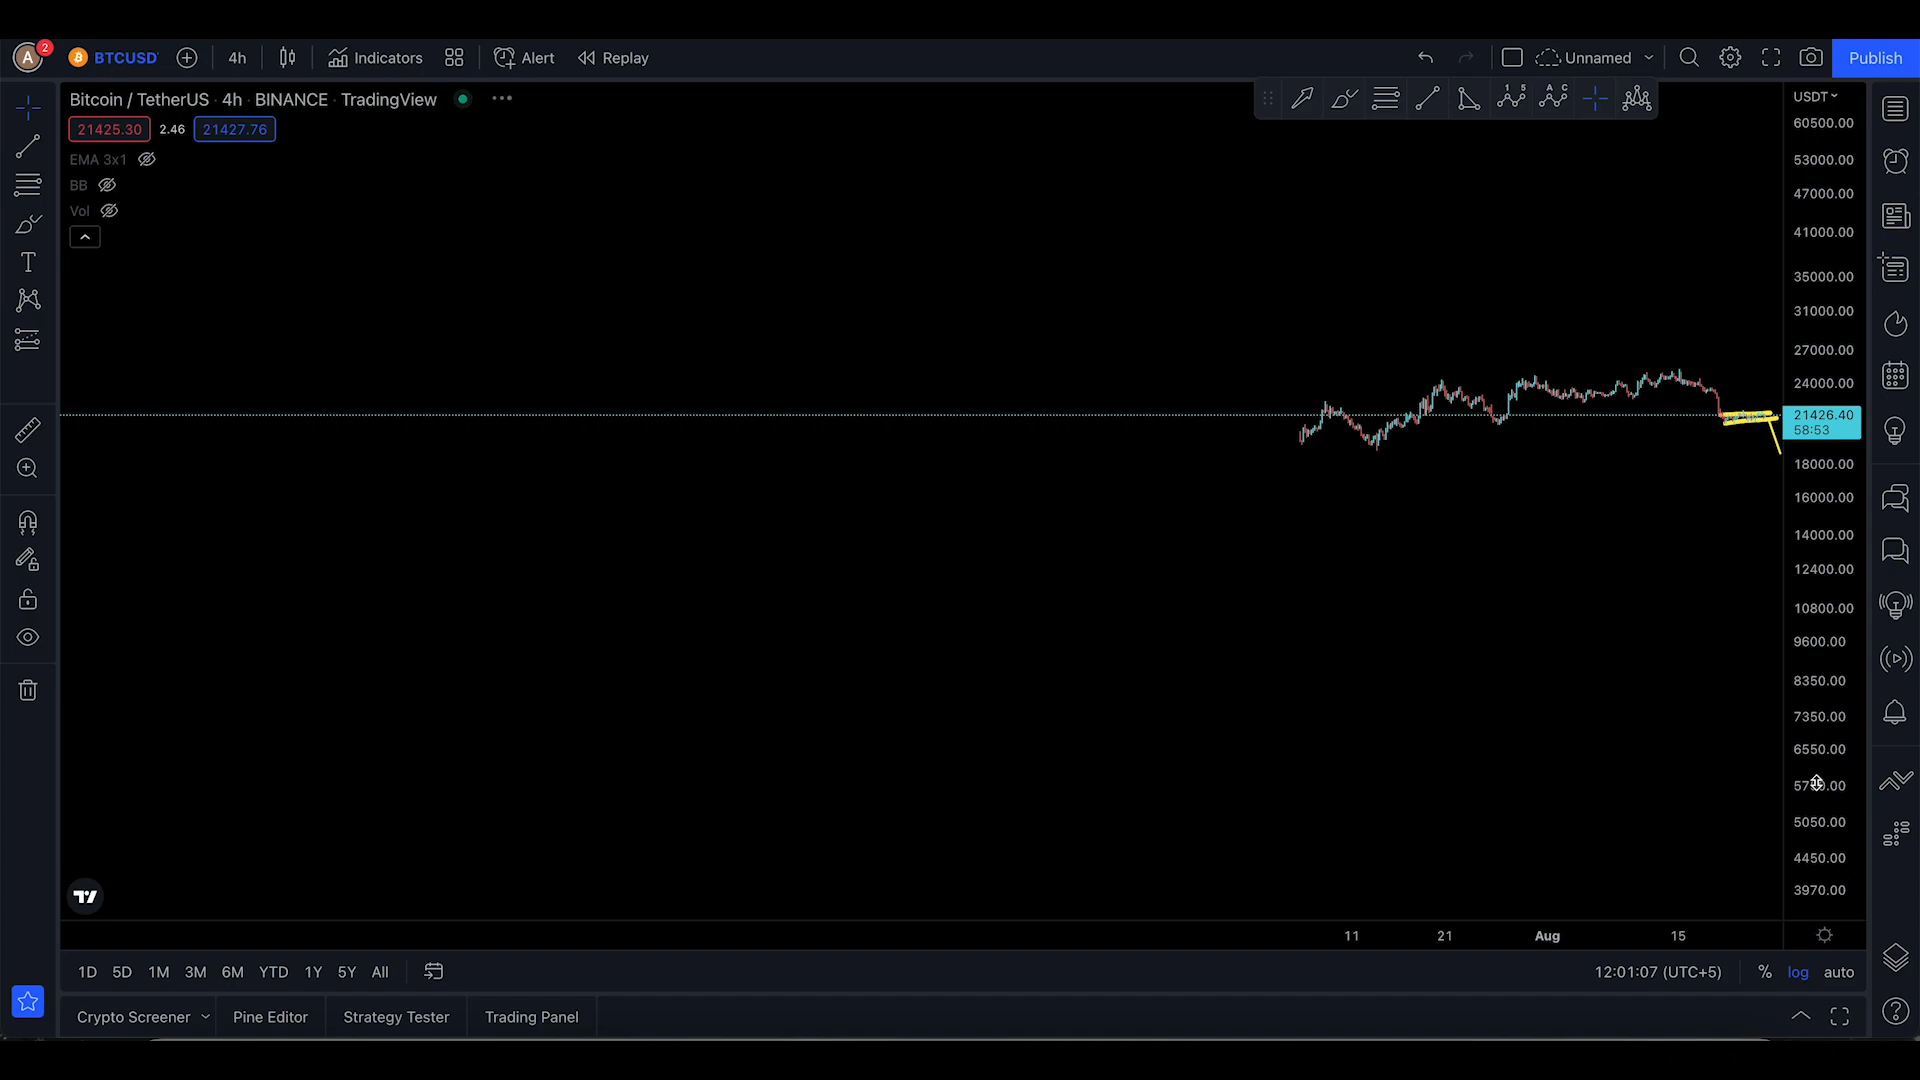 A 2 BTCUSD 4h Indicators Alert Replay Unnamed Publish
Bitcoin / TetherUS · 4h · BINANCE · TradingView
21425.30 2.46 21427.76
EMA 3x1
BB
Vol
T
1 5
A C
USDT
60500.00
53000.00
47000.00
41000.00
35000.00
31000.00
27000.00
24000.00
21426.40
58:53
18000.00
16000.00
14000.00
12400.00
10800.00
9600.00
8350.00
7350.00
6550.00
5050.00
4450.00
3970.00
11 21 Aug 15
1D 5D 1M 3M 6M YTD 1Y 5Y All 12:01:07 (UTC+5) % log auto
Crypto Screener Pine Editor Strategy Tester Trading Panel